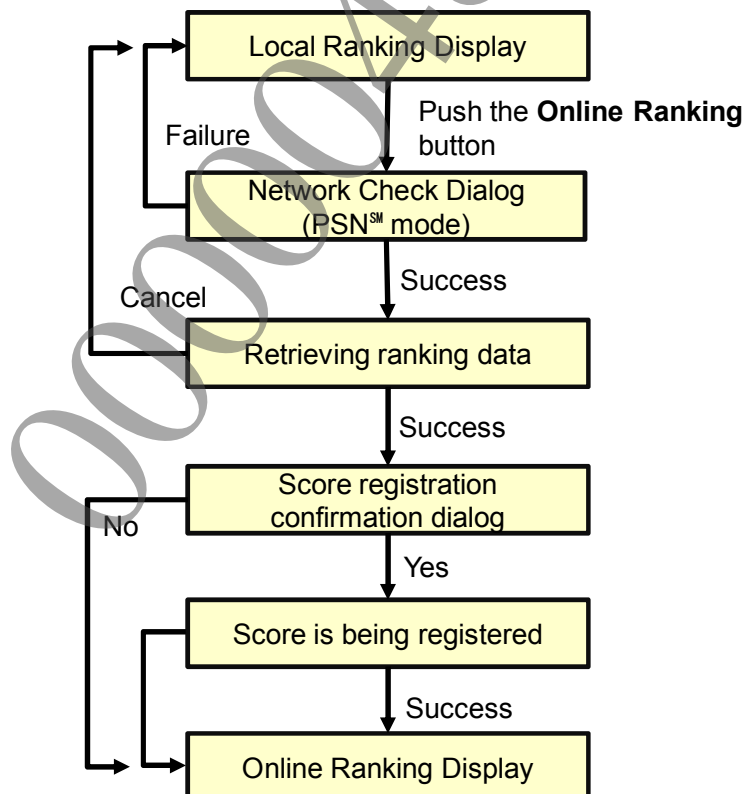 Local Ranking Display
Push the Online Ranking
button
Failure
Network Check Dialog
(PSN℠ mode)
Success
Cancel
Retrieving ranking data
Success
Score registration
confirmation dialog
No
Yes
Score is being registered
Success
Online Ranking Display